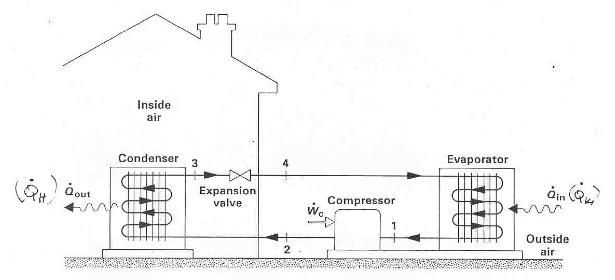 Inside
air
Condenser
3
4
Evaporator
(Q̇H) Q̇out
Expansion
valve
Ẇc
Compressor
1
2
Q̇in
Outside
air